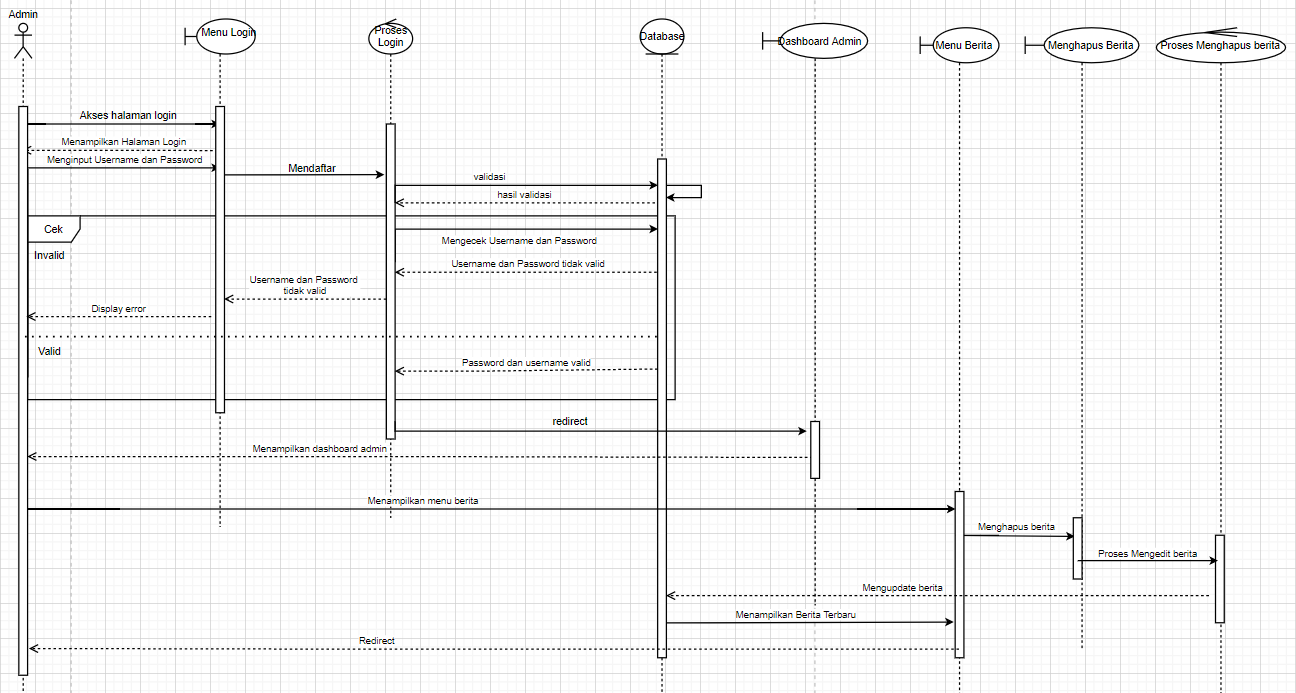 Admin
Menu Login
Proses
Login
Database
Dashboard Admin
Menu Berita
Menghapus Berita
Proses Menghapus berita
Akses halaman login
Menampilkan Halaman Login
Menginput Username dan Password
Mendaftar
validasi
hasil validasi
Cek
Mengecek Username dan Password
Invalid
Username dan Password tidak valid
Username dan Password
tidak valid
Display error
Valid
Password dan username valid
redirect
Menampilkan dashboard admin
Menampilkan menu berita
Menghapus berita
Proses Mengedit berita
Mengupdate berita
Menampilkan Berita Terbaru
Redirect